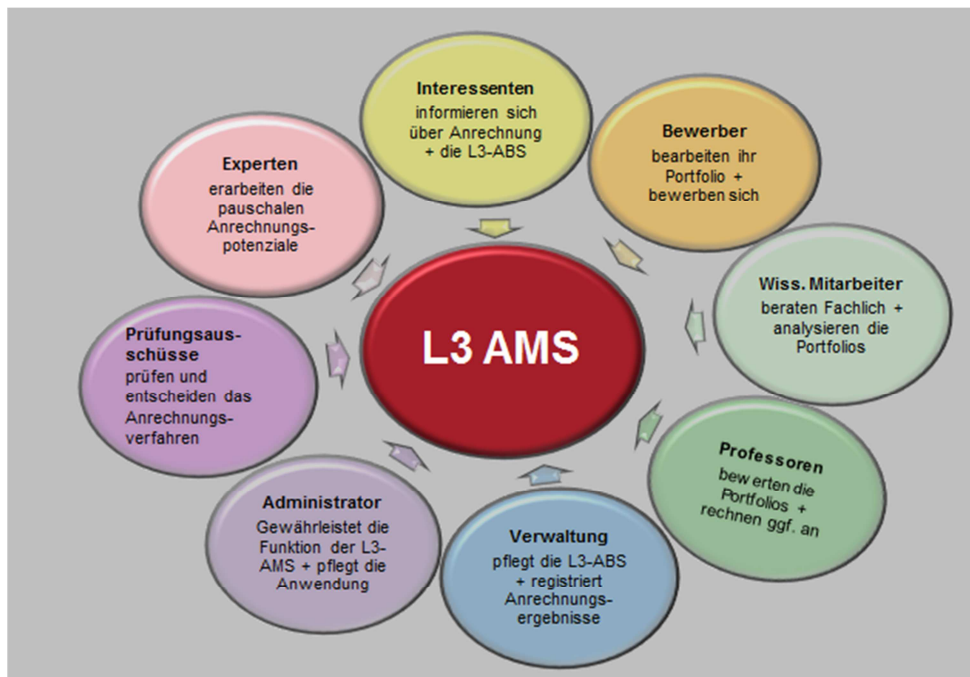 Interessenten
informieren sich
über Anrechnung
+ die L3-ABS
Bewerber
bearbeiten ihr
Portfolio +
bewerben sich
Wiss. Mitarbeiter
beraten Fachlich +
analysieren die
Portfolios
Professoren
bewerten die
Portfolios +
rechnen ggf. an
Verwaltung
pflegt die L3-ABS
+ registriert
Anrechnungs-
ergebnisse
Administrator
Gewährleistet die
Funktion der L3-
AMS + pflegt die
Anwendung
Prüfungsaus-
schüsse
prüfen und
entscheiden das
Anrechnungs-
verfahren
Experten
erarbeiten die
pauschalen
Anrechnungs-
potenziale
L3 AMS